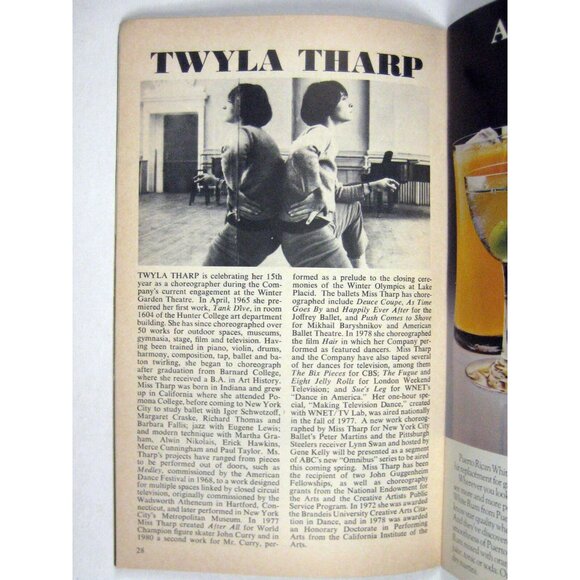 TWYLA THARP
TWYLA THARP is celebrating her 15th
year as a choreographer during the Com-
pany's current engagement at the Winter
Garden Theatre. In April, 1965 she pre-
miered her first work, Tank Dive, in room
1604 of the Hunter College art department
building. She has since choreographed over
50 works for outdoor spaces, museums,
gymnasia, stage, film and television. Hav-
ing been trained in piano, violin, drums,
harmony, composition, tap, ballet and ba-
ton twirling, she began to choreograph
after graduation from Barnard College,
where she received a B.A. in Art History.
Miss Tharp was born in Indiana and grew
up in California where she attended Po-
mona College, before coming to New York
City to study ballet with Igor Schwetzoff,
Margaret Craske, Richard Thomas and
Barbara Fallis; jazz with Eugene Lewis;
and modern technique with Martha Gra-
ham, Alwin Nikolais, Erick Hawkins,
Merce Cunningham and Paul Taylor. Ms.
Tharp's projects have ranged from pieces
to be performed out of doors, such as
Medley, commissioned by the American
Dance Festival in 1968, to a work designed
for multiple spaces linked by closed circuit
television, originally commissioned by the
Wadsworth Atheneum in Hartford, Con-
necticut, and later performed in New York
City's Metropolitan Museum. In 1977
Miss Tharp created After All for World
Champion figure skater John Curry and in
1980 a second work for Mr. Curry, per-
28
formed as a prelude to the closing cere-
monies of the Winter Olympics at Lake
Placid. The ballets Miss Tharp has chore-
ographed include Deuce Coupe, As Time
Goes By and Happily Ever After for the
Joffrey Ballet, and Push Comes to Shove
for Mikhail Baryshnikov and American
Ballet Theatre. In 1978 she choreographed
the film Hair in which her Company per-
formed as featured dancers. Miss Tharp
and the Company have also taped several
of her dances for television, among them
The Bix Pieces for CBS; The Fugue and
Eight Jelly Rolls for London Weekend
Television; and Sue's Leg for WNET's
"Dance in America." Her one-hour spe-
cial, "Making Television Dance," created
with WNET/TV Lab, was aired nationally
in the fall of 1977. A new work choreo-
graphed by Miss Tharp for New York City
Ballet's Peter Martins and the Pittsburgh
Steelers receiver Lynn Swan and hosted by
Gene Kelly will be presented as a segment
of ABC's new "Omnibus" series to be aired
this coming spring. Miss Tharp has been
the recipient of two John Guggenheim
Fellowships, as well as choreography
grants from the National Endowment for
the Arts and the Creative Artists Public
Service Program. In 1972 she was awarded
the Brandeis University Creative Arts Cita-
tion in Dance, and in 1978 was awarded
an Honorary Doctorate in Performing
Arts from the California Institute of the
Arts.
A
Puerto Rican Whit